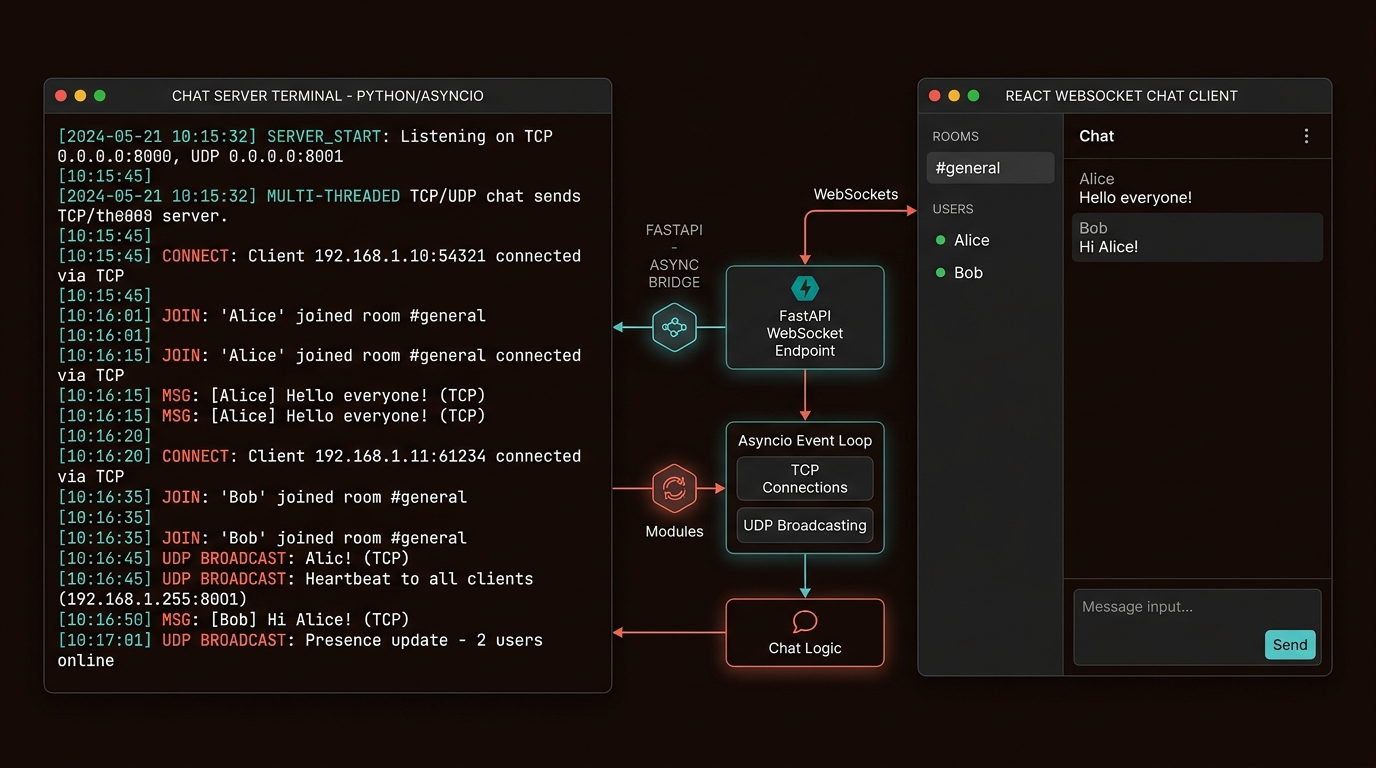 CHAT SERVER TERMINAL - PYTHON/ASYNCIO
[2024-05-21 10:15:32] SERVER_START: Listening on TCP
0.0.0.0:8000, UDP 0.0.0.0:8001
[10:15:45]
[2024-05-21 10:15:32] MULTI-THREADED TCP/UDP chat sends
server.
[10:15:45]
[10:15:45] CONNECT: Client 192.168.1.10:54321 connected
via TCP
[10:15:45]
[10:16:01] JOIN: 'Alice' joined room #general
[10:16:01]
[10:16:15] JOIN: 'Alice' joined room #general connected
via TCP
[10:16:15] MSG: [Alice] Hello everyone! (TCP)
[10:16:15] MSG: [Alice] Hello everyone! (TCP)
[10:16:20]
[10:16:20] CONNECT: Client 192.168.1.11:61234 connected
via TCP
[10:16:35] JOIN: 'Bob' joined room #general
[10:16:35]
[10:16:35] JOIN: 'Bob' joined room #general
[10:16:45] UDP BROADCAST: Alic! (TCP)
[10:16:45] UDP BROADCAST: Heartbeat to all clients
(192.168.1.255:8001)
[10:16:50] MSG: [Bob] Hi Alice! (TCP)
[10:17:01] UDP BROADCAST: Presence update - 2 users
online
FASTAPI
-
ASYNC
BRIDGE
Modules
WebSockets
FastAPI
WebSocket
Endpoint
Asyncio Event Loop
TCP
Connections
UDP Broadcasting
Chat Logic
REACT WEBSOCKET CHAT CLIENT
ROOMS
#general
USERS
Alice
Bob
Chat
Alice
Hello everyone!
Bob
Hi Alice!
Message input...
Send